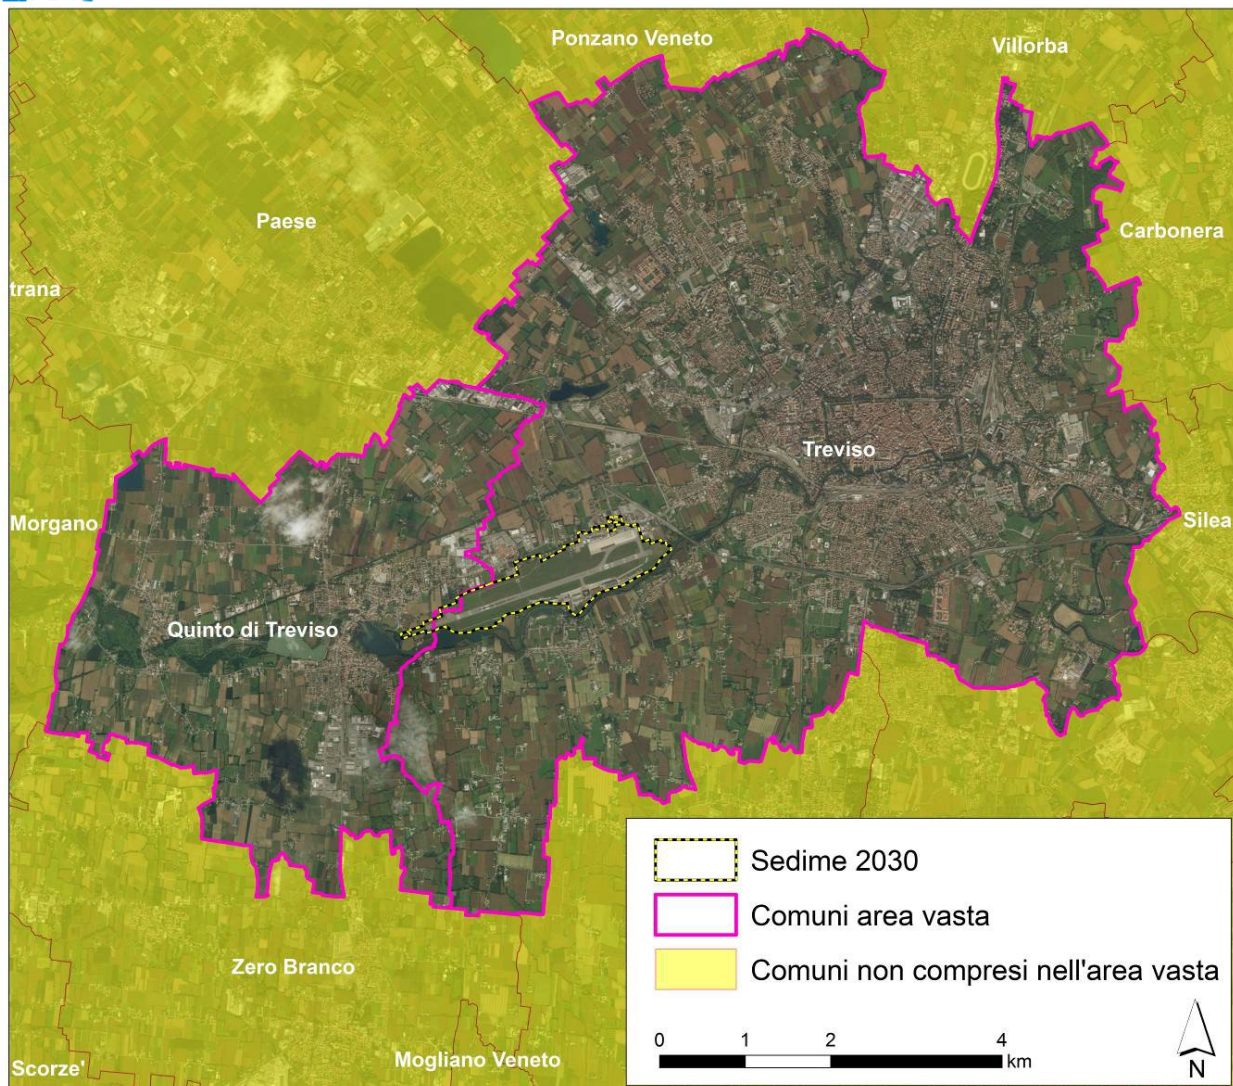 Ponzano Veneto
Villorba
Paese
Carbonera
trana
Treviso
Morgano
Silea
Quinto di Treviso
Zero Branco
Mogliano Veneto
Scorze'
Sedime 2030
Comuni area vasta
Comuni non compresi nell'area vasta
0 1 2 4
km
N